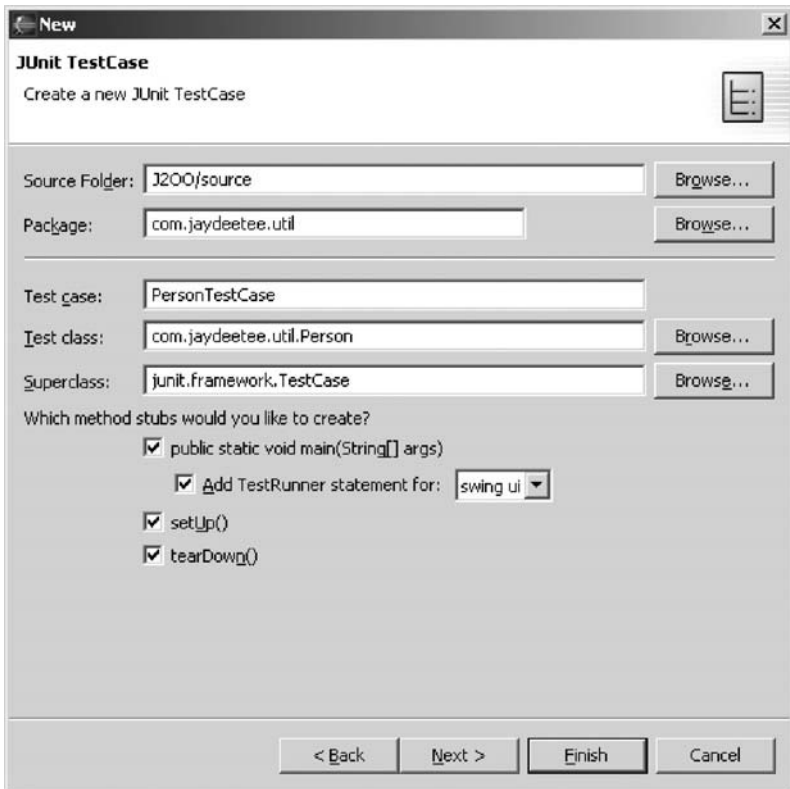 New
JUnit TestCase
Create a new JUnit TestCase
Source Folder: J2OO/source Browse...
Package: com.jaydeetee.util Browse...
Test case: PersonTestCase
Test class: com.jaydeetee.util.Person Browse...
Superclass: junit.framework.TestCase Browse...
Which method stubs would you like to create?
public static void main(String[] args)
Add TestRunner statement for: swing ui
setUp()
tearDown()
< Back Next > Finish Cancel